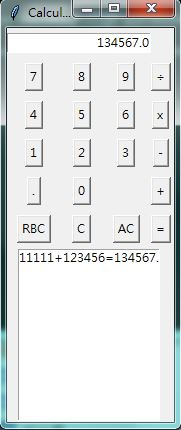 Calcul...
134567.0
7 8 9 ÷
4 5 6 x
1 2 3 -
. 0 +
RBC C AC =
11111+123456=134567.